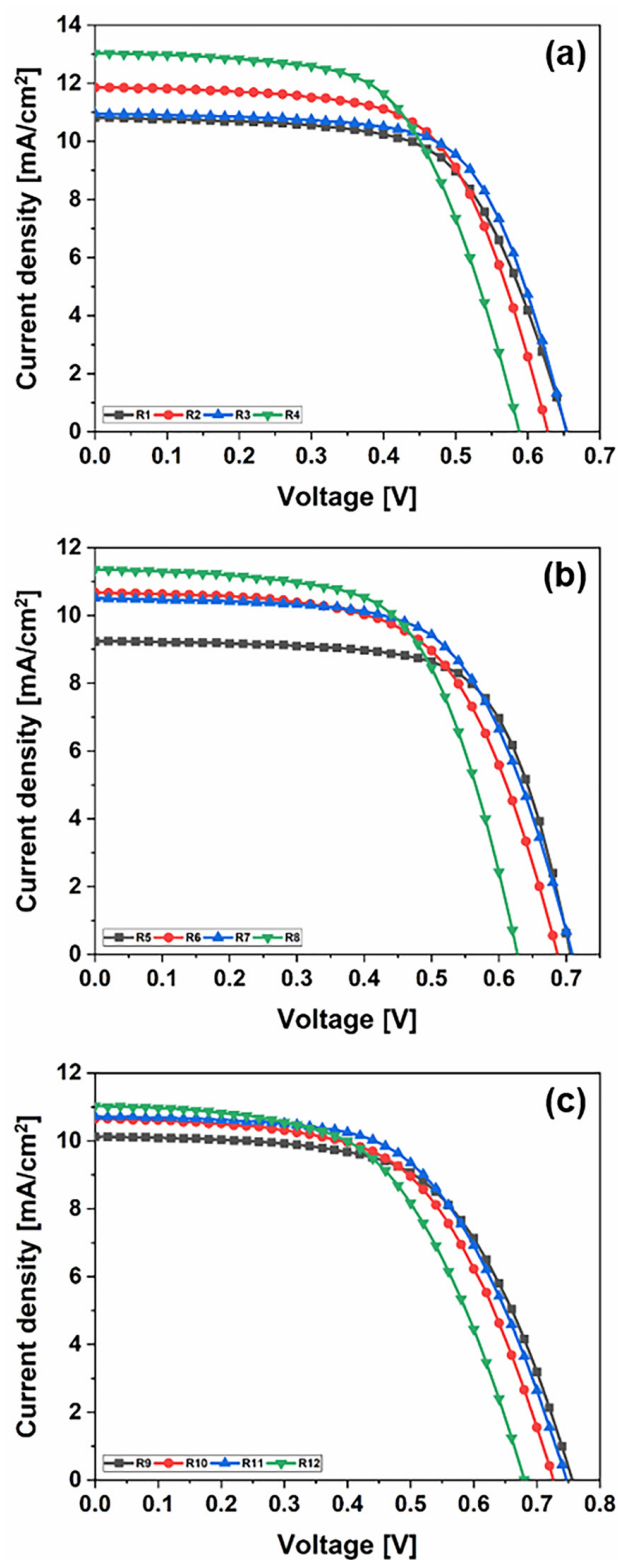 (a)
Current density [mA/cm²]
14
12
10
8
6
4
2
0
R1 R2 R3 R4
0.0 0.1 0.2 0.3 0.4 0.5 0.6 0.7
Voltage [V]
(b)
Current density [mA/cm²]
12
10
8
6
4
2
0
R5 R6 R7 R8
0.0 0.1 0.2 0.3 0.4 0.5 0.6 0.7
Voltage [V]
(c)
Current density [mA/cm²]
12
10
8
6
4
2
0
R9 R10 R11 R12
0.0 0.1 0.2 0.3 0.4 0.5 0.6 0.7 0.8
Voltage [V]